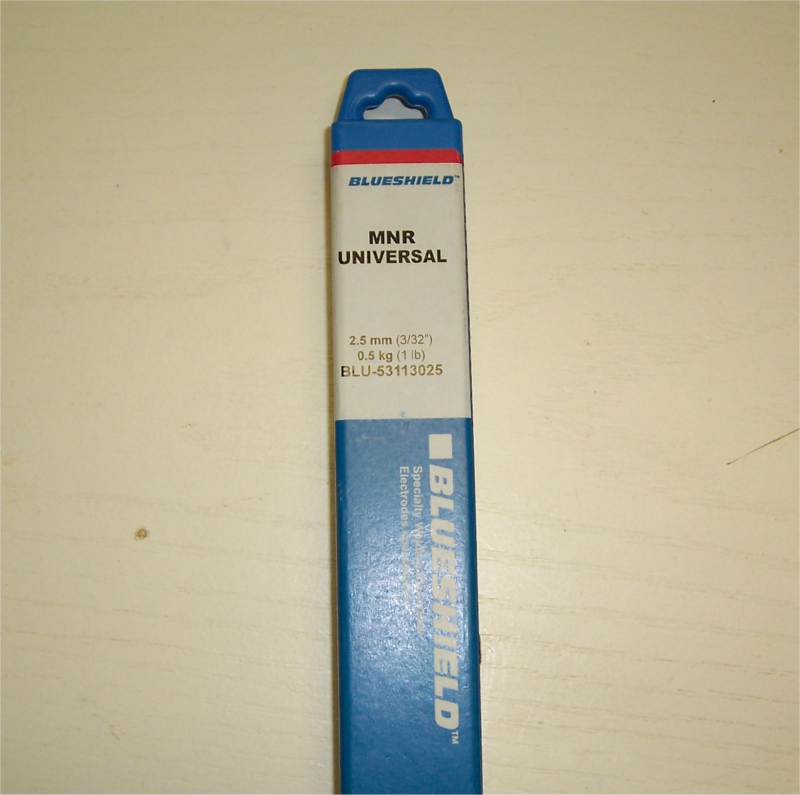 BLUESHIELD™
MNR
UNIVERSAL
2.5 mm (3/32")
0.5 kg (1 lb)
BLU-53113025
BLUESHIELD™
Specialty
Electrodes